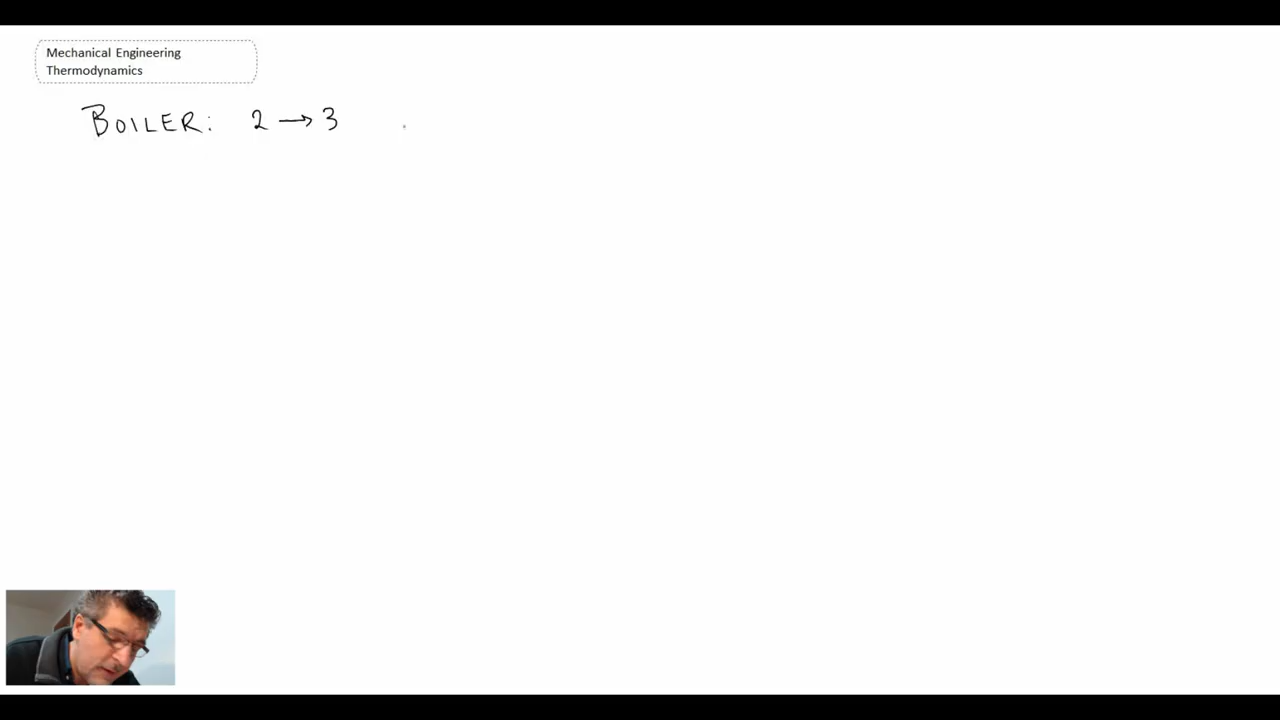 Mechanical Engineering
Thermodynamics
BOILER: 2 → 3